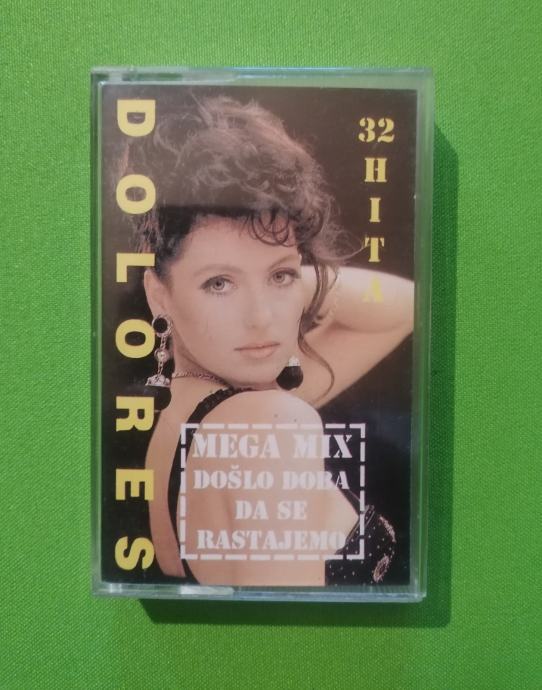 DOLORES
32
HITA
MEGA MIX
DOŠLO DOBA
DA SE
RASTAJEMO